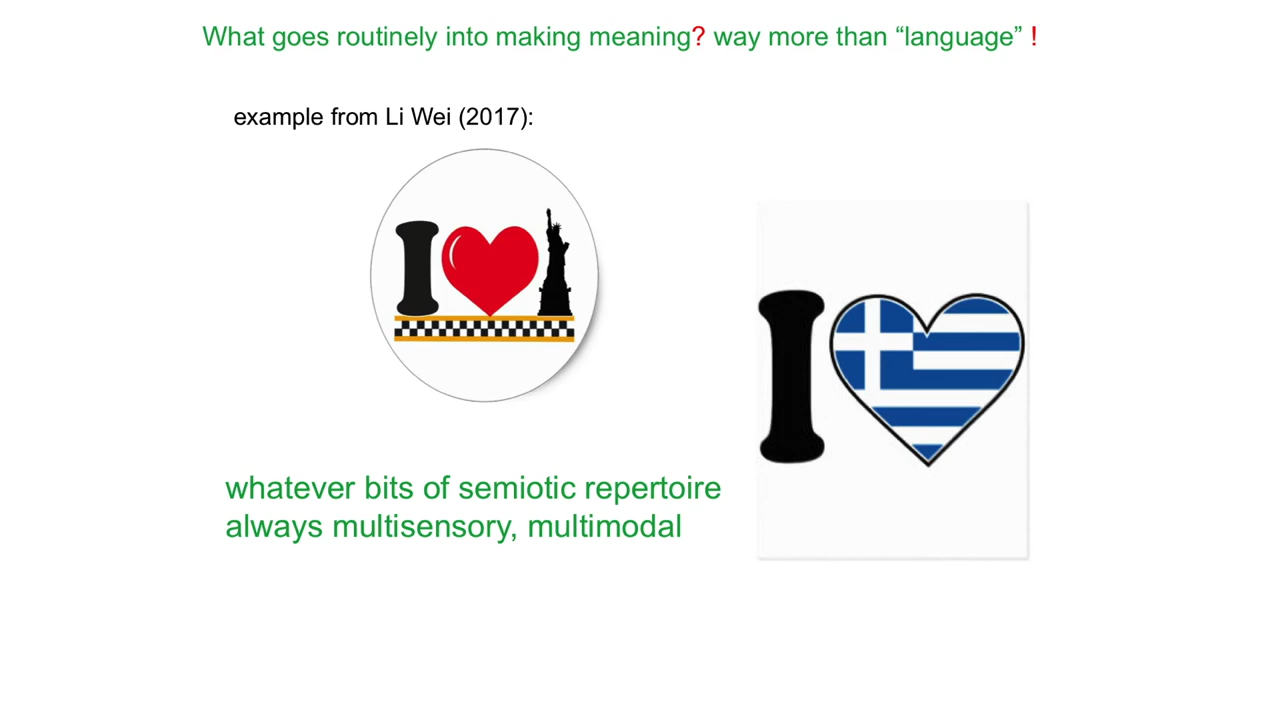 What goes routinely into making meaning? way more than “language” !
example from Li Wei (2017):
I
I
whatever bits of semiotic repertoire
always multisensory, multimodal